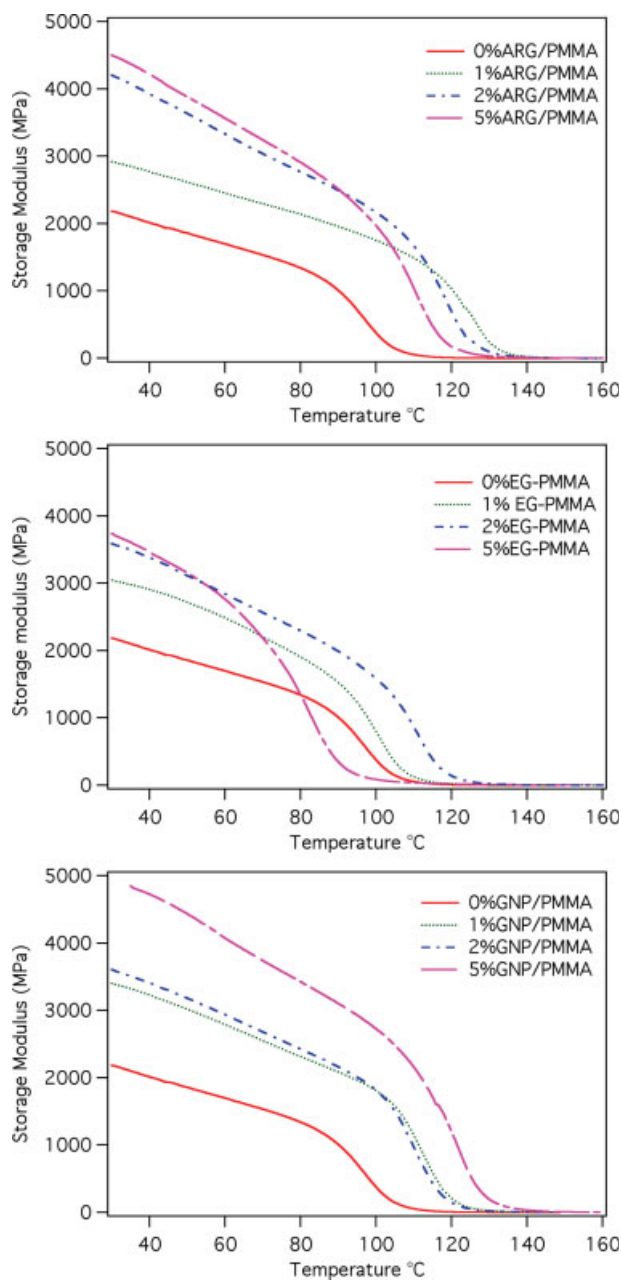 5000
4000
3000
2000
1000
0
Storage Modulus (MPa)
0%ARG/PMMA
1%ARG/PMMA
2%ARG/PMMA
5%ARG/PMMA
40 60 80 100 120 140 160
Temperature °C
5000
4000
3000
2000
1000
0
Storage modulus (MPa)
0%EG-PMMA
1% EG-PMMA
2%EG-PMMA
5%EG-PMMA
40 60 80 100 120 140 160
Temperature °C
5000
4000
3000
2000
1000
0
Storage Modulus (MPa)
0%GNP/PMMA
1%GNP/PMMA
2%GNP/PMMA
5%GNP/PMMA
40 60 80 100 120 140 160
Temperature °C